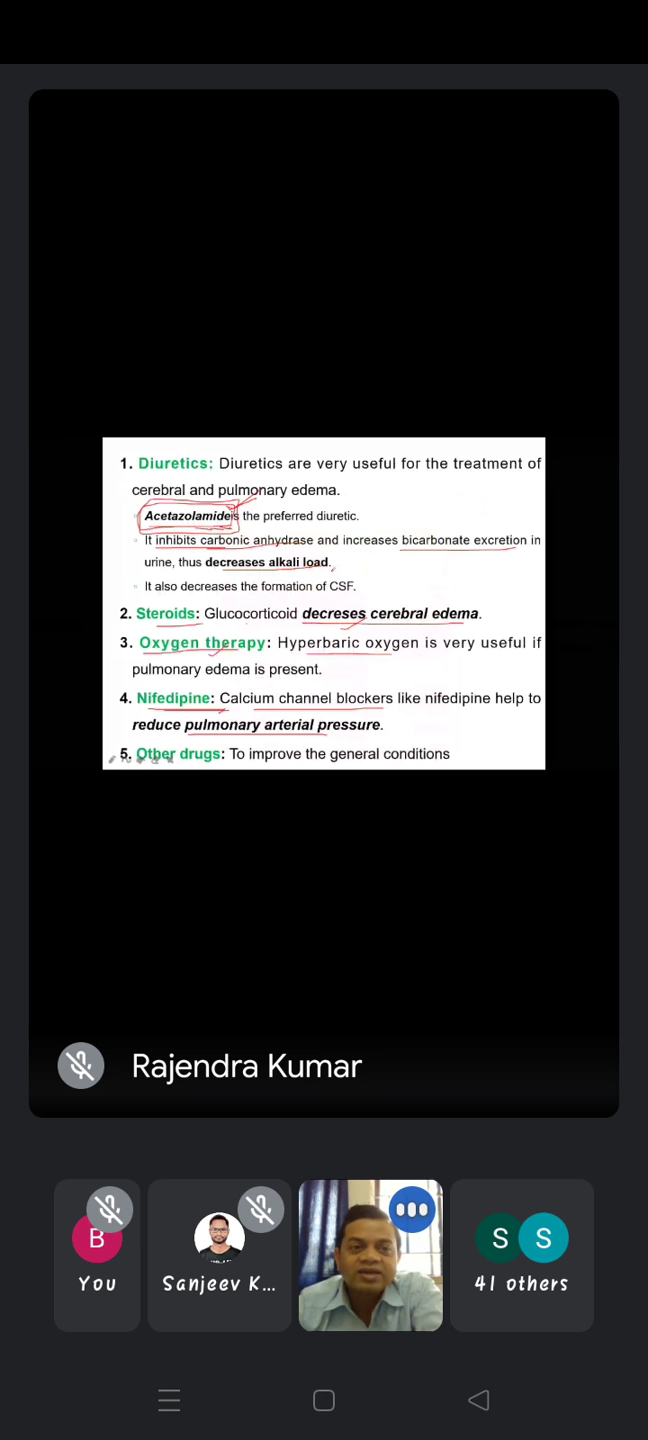 1. Diuretics: Diuretics are very useful for the treatment of
cerebral and pulmonary edema.
Acetazolamide is the preferred diuretic.
It inhibits carbonic anhydrase and increases bicarbonate excretion in
urine, thus decreases alkali load.
It also decreases the formation of CSF.
2. Steroids: Glucocorticoid decreses cerebral edema.
3. Oxygen therapy: Hyperbaric oxygen is very useful if
pulmonary edema is present.
4. Nifedipine: Calcium channel blockers like nifedipine help to
reduce pulmonary arterial pressure.
5. Other drugs: To improve the general conditions
Rajendra Kumar
B
S
S
You
Sanjeev K...
41 others